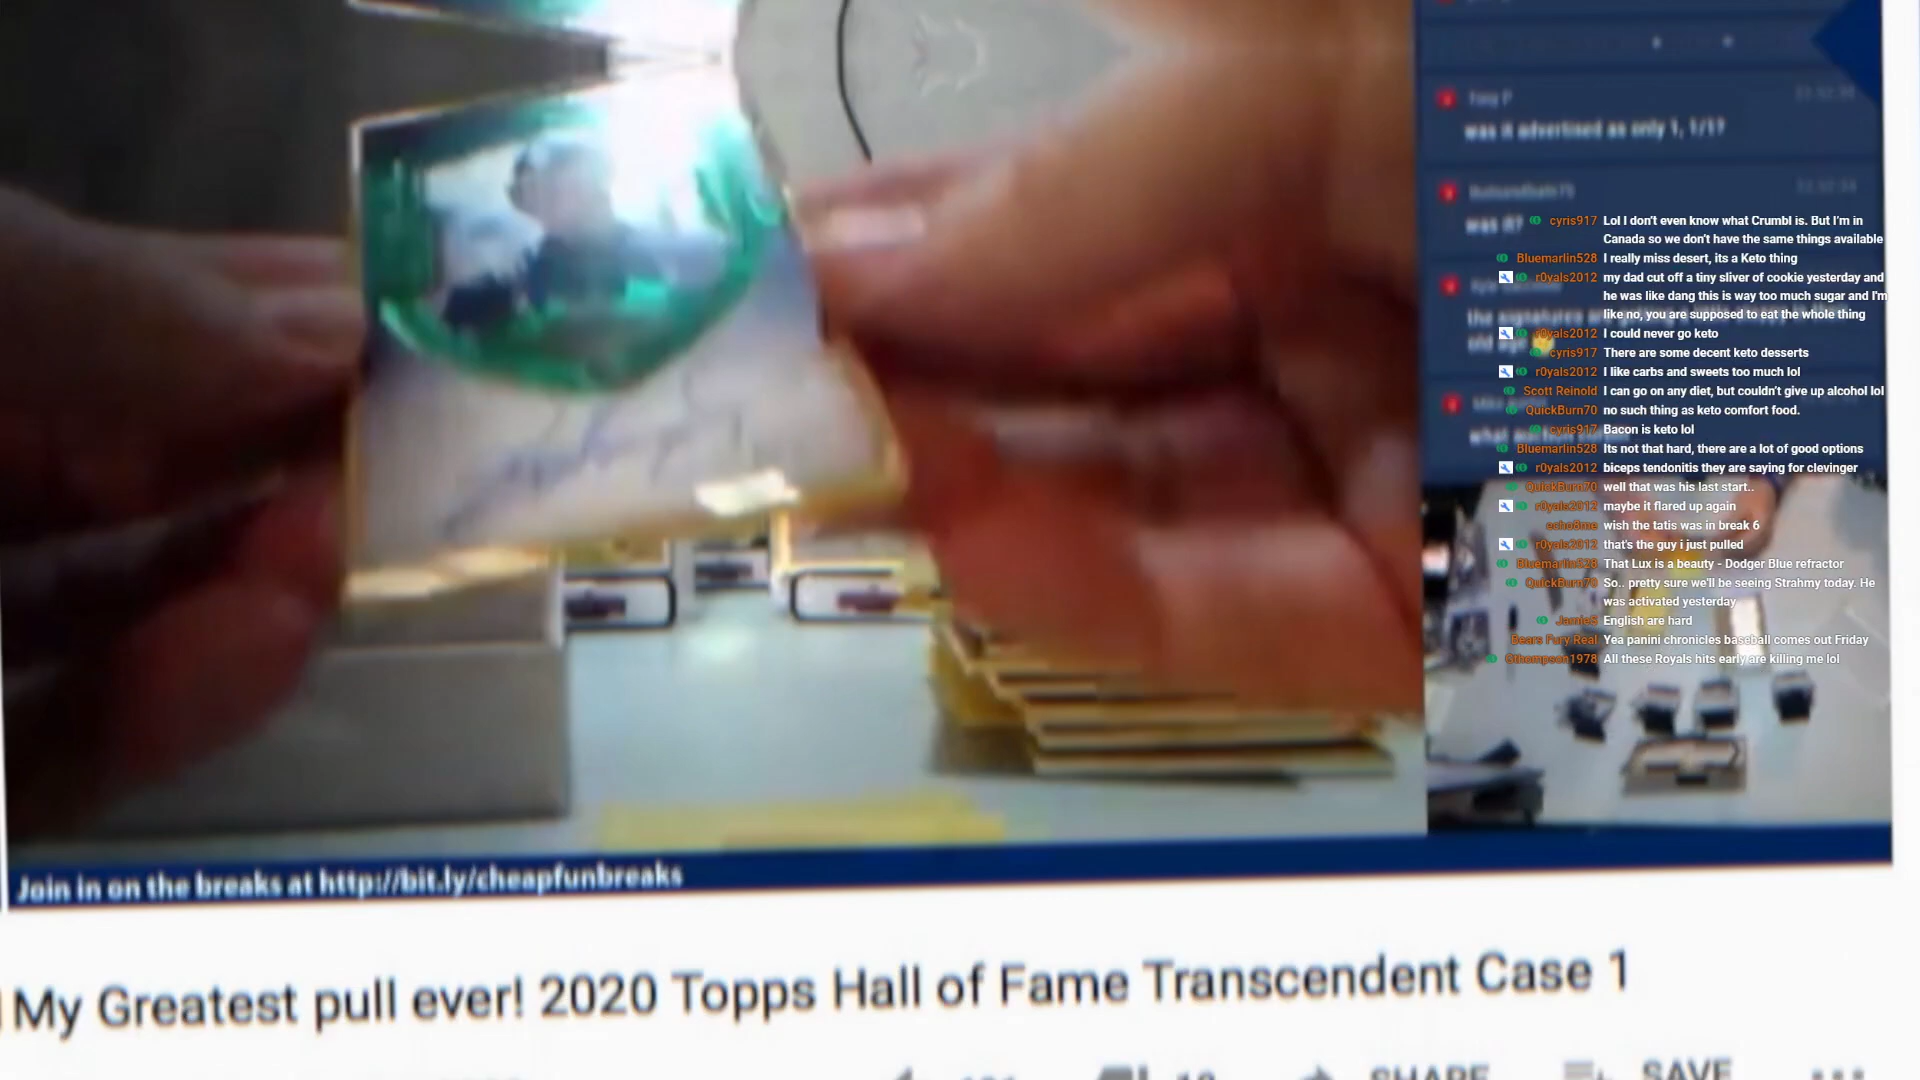 was it advertised as only 1, 1/1?
was it?
cyris917 Lol I don't even know what Crumbl is. But I'm in
Canada so we don't have the same things available
Bluemarlin528 I really miss desert, its a Keto thing
r0yals2012 my dad cut off a tiny sliver of cookie yesterday and
he was like dang this is way too much sugar and I'm
like no, you are supposed to eat the whole thing
r0yals2012 I could never go keto
cyris917 There are some decent keto desserts
r0yals2012 I like carbs and sweets too much lol
Scott Reinold I can go on any diet, but couldn't give up alcohol lol
QuickBurn70 no such thing as keto comfort food.
cyris917 Bacon is keto lol
Bluemarlin528 Its not that hard, there are a lot of good options
r0yals2012 biceps tendonitis they are saying for clevinger
QuickBurn70 well that was his last start..
r0yals2012 maybe it flared up again
wish the tatis was in break 6
r0yals2012 that's the guy i just pulled
Bluemarlin528 That Lux is a beauty - Dodger Blue refractor
QuickBurn70 So.. pretty sure we'll be seeing Strahmy today. He
was activated yesterday
English are hard
Bears Fury Real Yea panini chronicles baseball comes out Friday
Gthompson1978 All these Royals hits early are killing me lol
Join in on the breaks at http://bit.ly/cheapfunbreaks
My Greatest pull ever! 2020 Topps Hall of Fame Transcendent Case 1
SHARE
SAVE